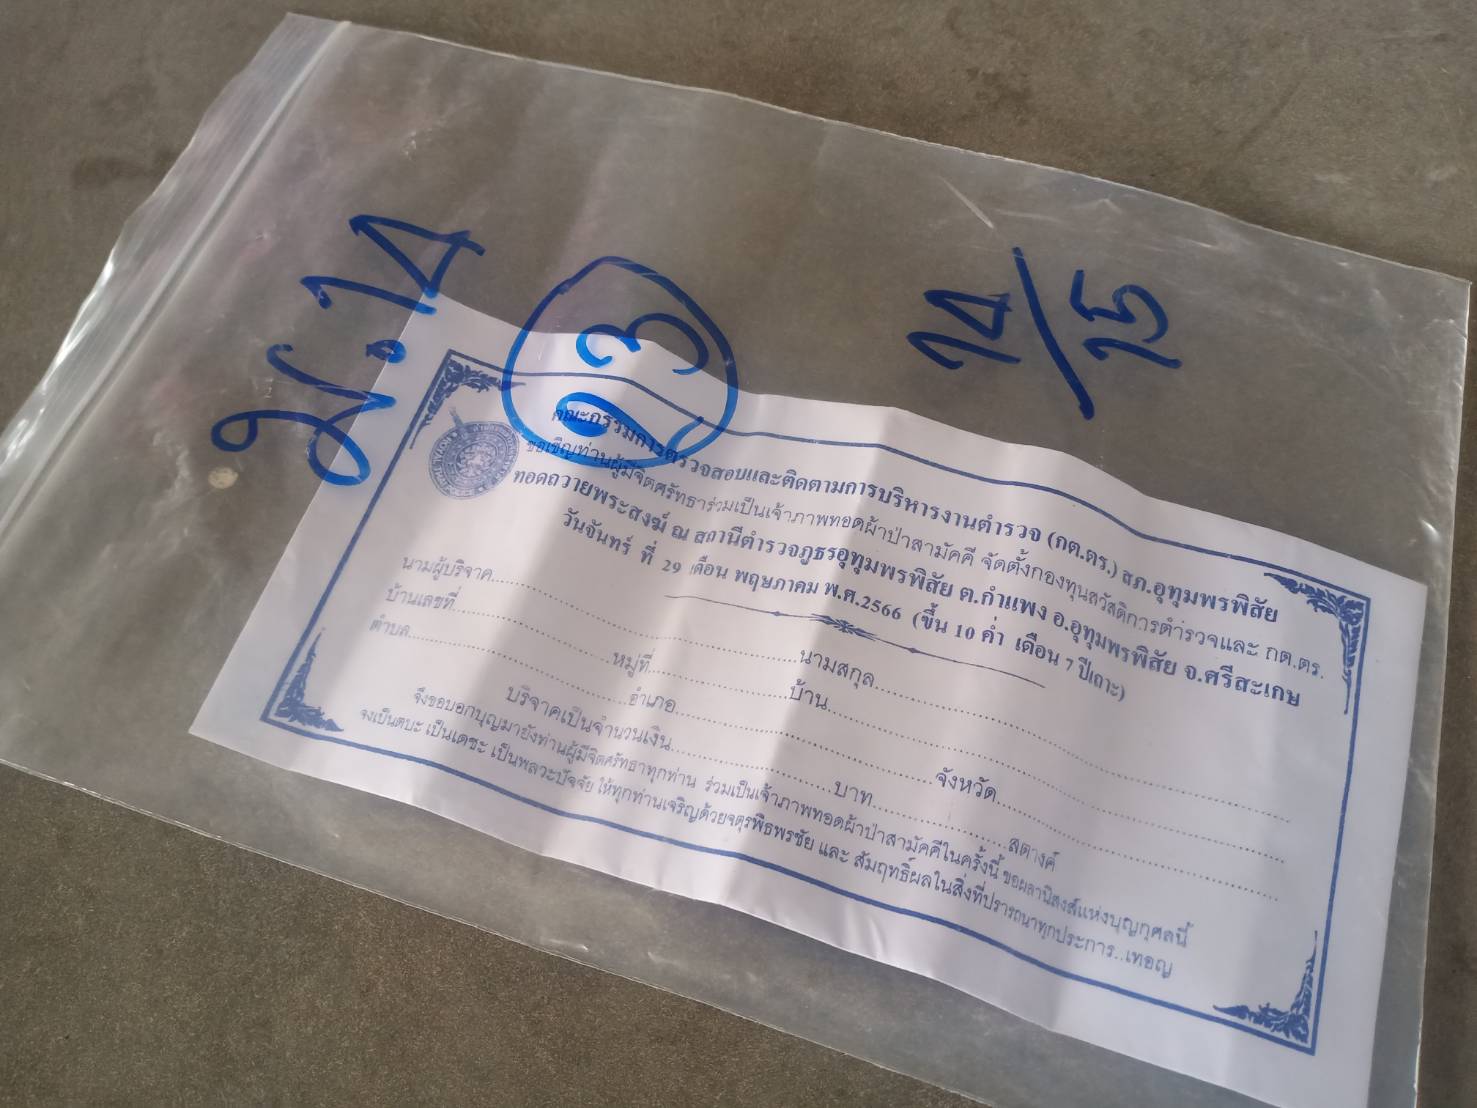 ม.14
93
14/15
คณะกรรมการตรวจสอบและติดตามการบริหารงานตำรวจ (กต.ตร.) สภ.อุทุมพรพิสัย
ขอเชิญท่านผู้มีจิตศรัทธาร่วมเป็นเจ้าภาพทอดผ้าป่าสามัคคี จัดตั้งกองทุนสวัสดิการตำรวจและ กต.ตร.
ทอดถวายพระสงฆ์ ณ สถานีตำรวจภูธรอุทุมพรพิสัย ต.กำแพง อ.อุทุมพรพิสัย จ.ศรีสะเกษ
วันจันทร์ ที่ 29 เดือน พฤษภาคม พ.ศ.2566 (ขึ้น 10 ค่ำ เดือน 7 ปีเถาะ)
นามผู้บริจาค........................นามสกุล........................
บ้านเลขที่........................หมู่ที่........................บ้าน........................
ตำบล........................อำเภอ........................จังหวัด........................
บริจาคเป็นจำนวนเงิน........................บาท........................สตางค์
จึงขอบอกบุญมายังท่านผู้มีจิตศรัทธาทุกท่าน ร่วมเป็นเจ้าภาพทอดผ้าป่าสามัคคีในครั้งนี้ ขอผลานิสงส์แห่งบุญกุศลนี้
จงเป็นตบะ เป็นเดชะ เป็นพลวะปัจจัย ให้ทุกท่านเจริญด้วยจตุรพิธพรชัย และ สัมฤทธิ์ผลในสิ่งที่ปรารถนาทุกประการ..เทอญ